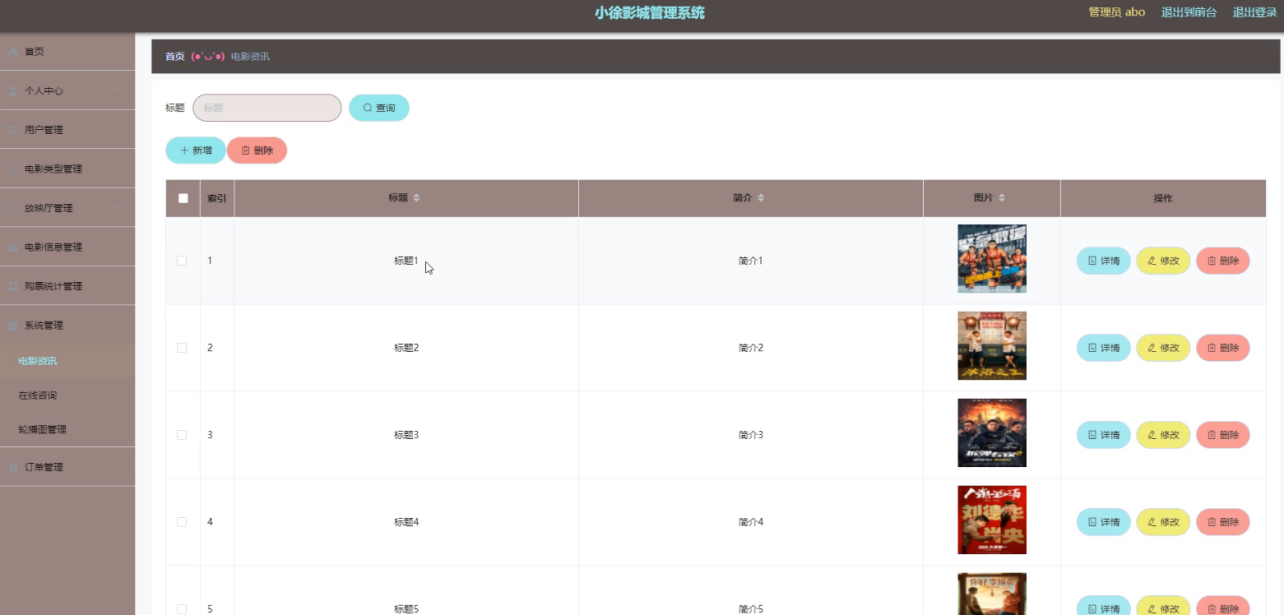 小徐影城管理系统
管理员 abo 退出到前台 退出登录
首页
个人中心
用户管理
电影类型管理
放映厅管理
电影信息管理
购票统计管理
系统管理
电影资讯
在线咨询
轮播图管理
订单管理
首页 (●'◡'●) 电影资讯
标题 标题 查询
新增 删除
索引 标题 简介 图片 操作
1 标题1 简介1 详情 修改 删除
2 标题2 简介2 详情 修改 删除
3 标题3 简介3 详情 修改 删除
4 标题4 简介4 刘德华 肖央 详情 修改 删除
5 标题5 简介5 详情 修改 删除